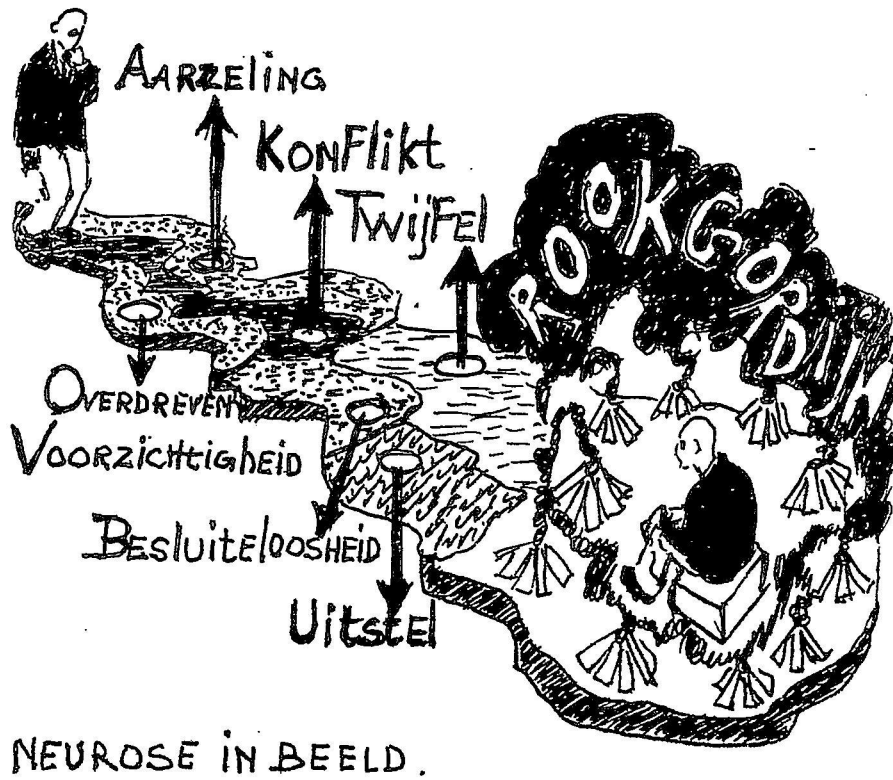 AARZELING
KONFLIKT
TWIJFEL
ROOKGORDIJN
OVERDREVEN
VOORZICHTIGHEID
BESLUITELOOSHEID
UITSTEL
NEUROSE IN BEELD.